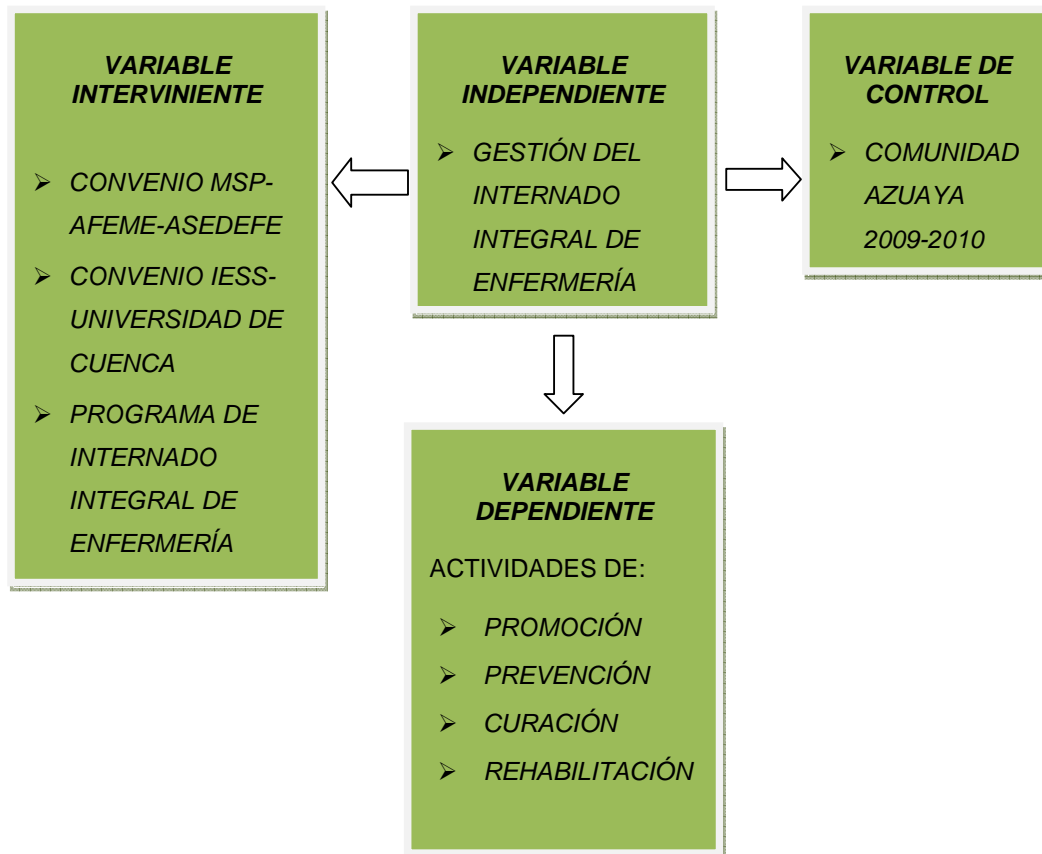 VARIABLE
INTERVINIENTE
➢ CONVENIO MSP-
AFEME-ASEDEFE
➢ CONVENIO IESS-
UNIVERSIDAD DE
CUENCA
➢ PROGRAMA DE
INTERNADO
INTEGRAL DE
ENFERMERÍA
VARIABLE
INDEPENDIENTE
➢ GESTIÓN DEL
INTERNADO
INTEGRAL DE
ENFERMERÍA
VARIABLE DE
CONTROL
➢ COMUNIDAD
AZUAYA
2009-2010
VARIABLE
DEPENDIENTE
ACTIVIDADES DE:
➢ PROMOCIÓN
➢ PREVENCIÓN
➢ CURACIÓN
➢ REHABILITACIÓN